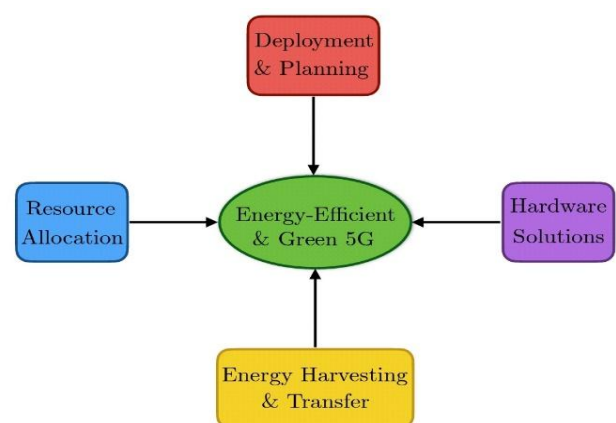 Deployment
& Planning
Resource
Allocation
Energy-Efficient
& Green 5G
Hardware
Solutions
Energy Harvesting
& Transfer